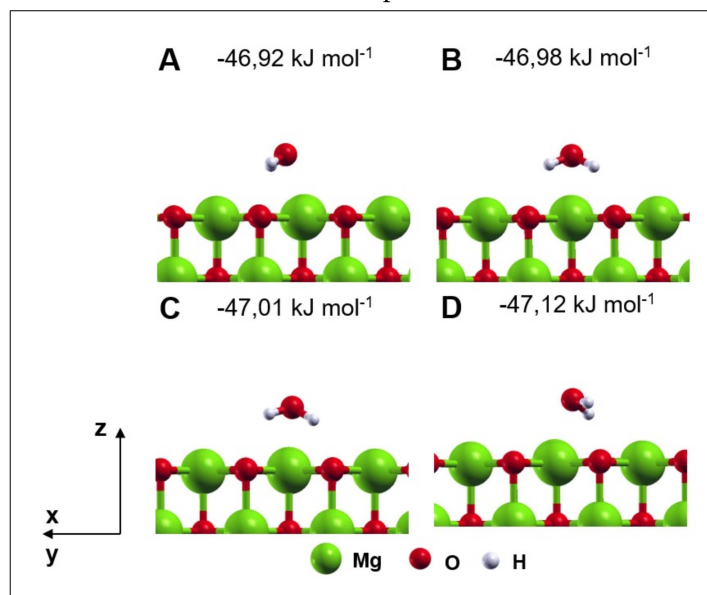 A -46,92 kJ mol⁻¹
B -46,98 kJ mol⁻¹
C -47,01 kJ mol⁻¹
D -47,12 kJ mol⁻¹
z
x
y
Mg O H